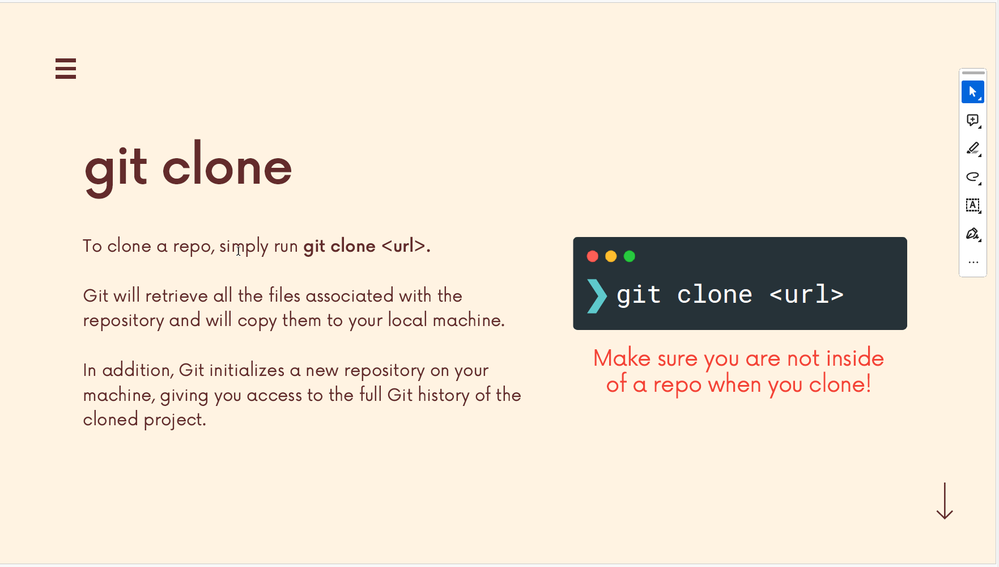 git clone
To clone a repo, simply run git clone <url>.
Git will retrieve all the files associated with the
repository and will copy them to your local machine.
In addition, Git initializes a new repository on your
machine, giving you access to the full Git history of the
cloned project.
❯ git clone <url>
Make sure you are not inside
of a repo when you clone!
A